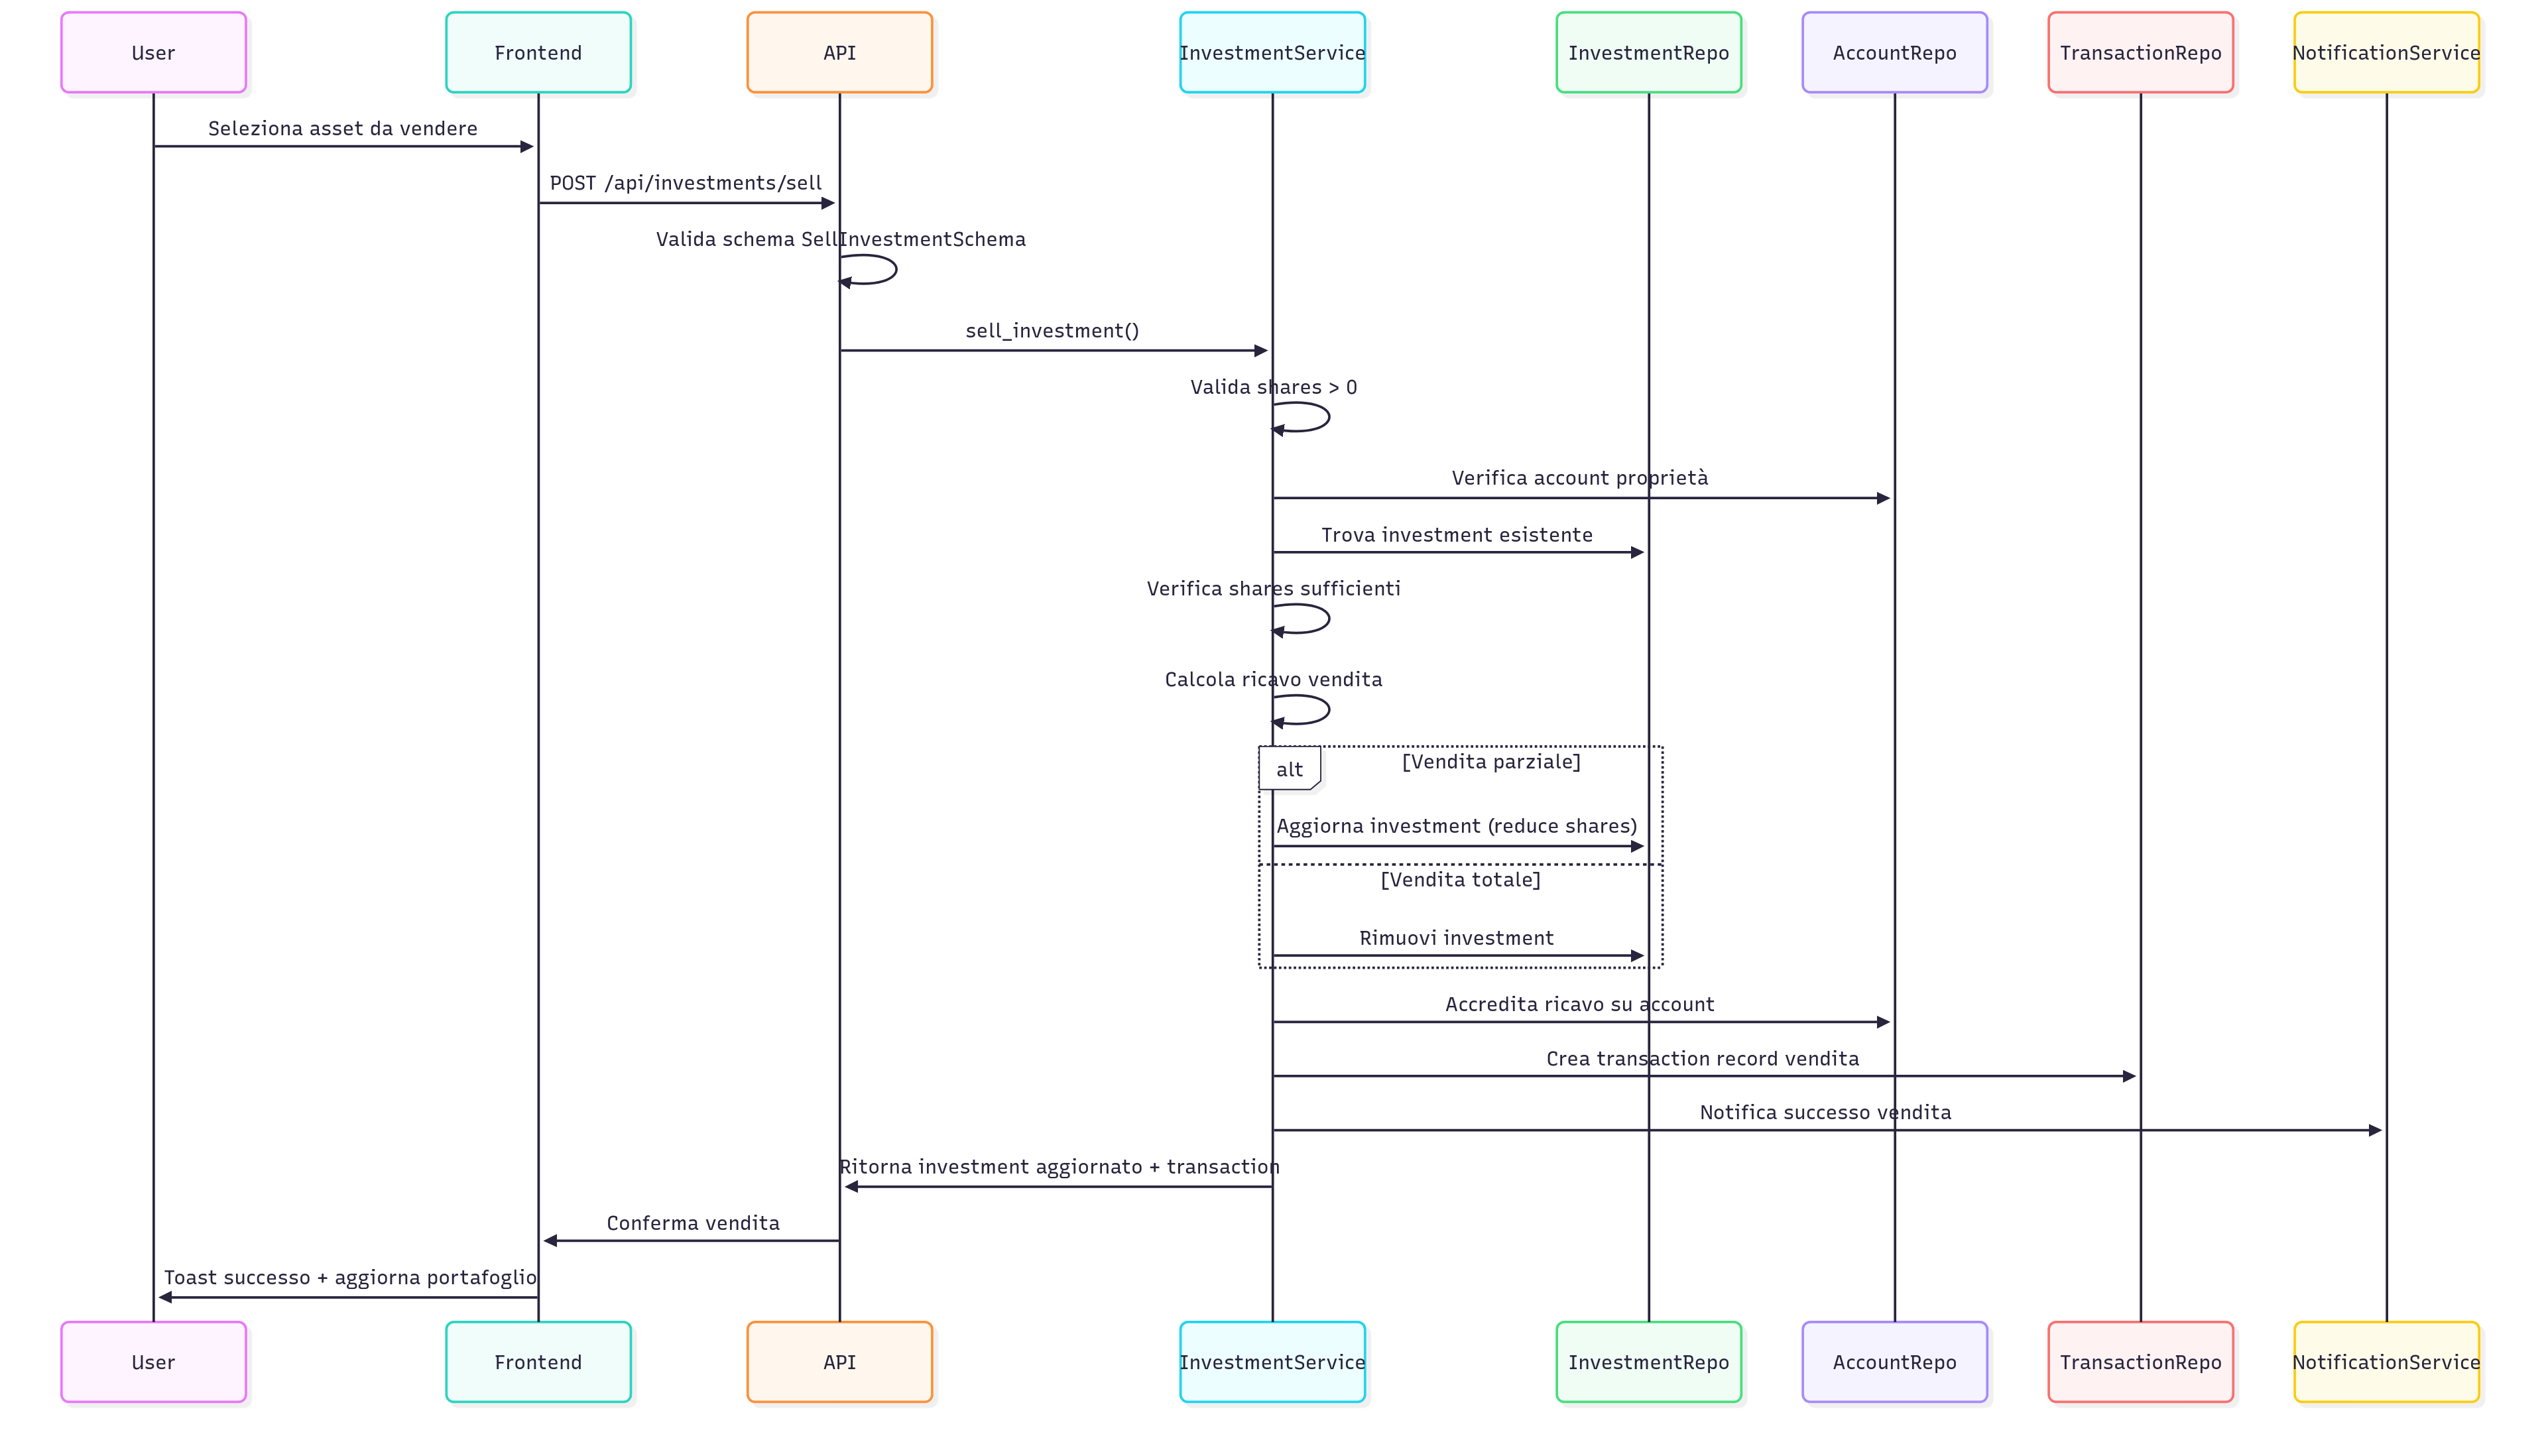 User
Frontend
API
InvestmentService
InvestmentRepo
AccountRepo
TransactionRepo
NotificationService
Seleziona asset da vendere
POST /api/investments/sell
Valida schema SellInvestmentSchema
sell_investment()
Valida shares > 0
Verifica account proprietà
Trova investment esistente
Verifica shares sufficienti
Calcola ricavo vendita
alt
[Vendita parziale]
Aggiorna investment (reduce shares)
[Vendita totale]
Rimuovi investment
Accredita ricavo su account
Crea transaction record vendita
Notifica successo vendita
Ritorna investment aggiornato + transaction
Conferma vendita
Toast successo + aggiorna portafoglio
User
Frontend
API
InvestmentService
InvestmentRepo
AccountRepo
TransactionRepo
NotificationService